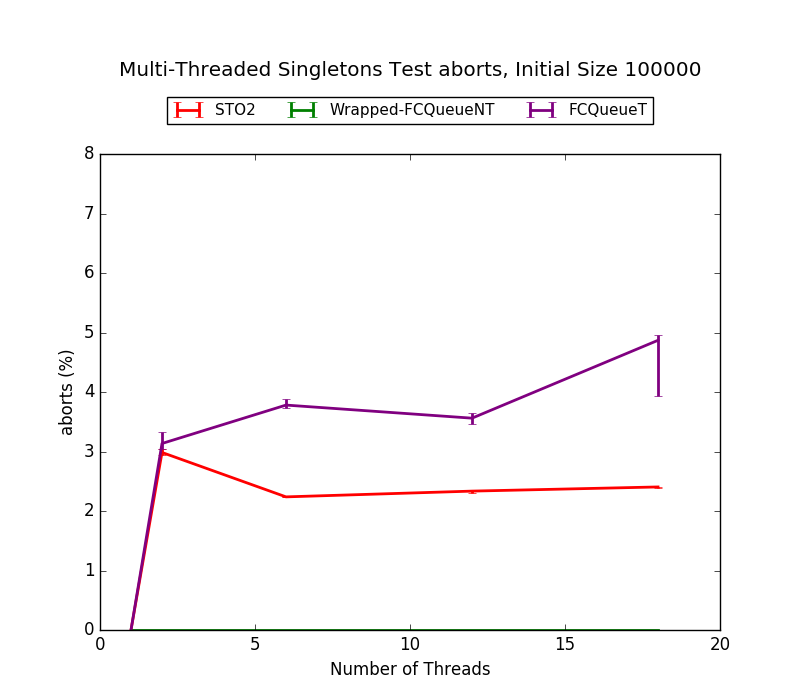 Multi-Threaded Singletons Test aborts, Initial Size 100000
STO2 Wrapped-FCQueueNT FCQueueT
8
7
6
5
4
3
2
1
0
aborts (%)
0 5 10 15 20
Number of Threads